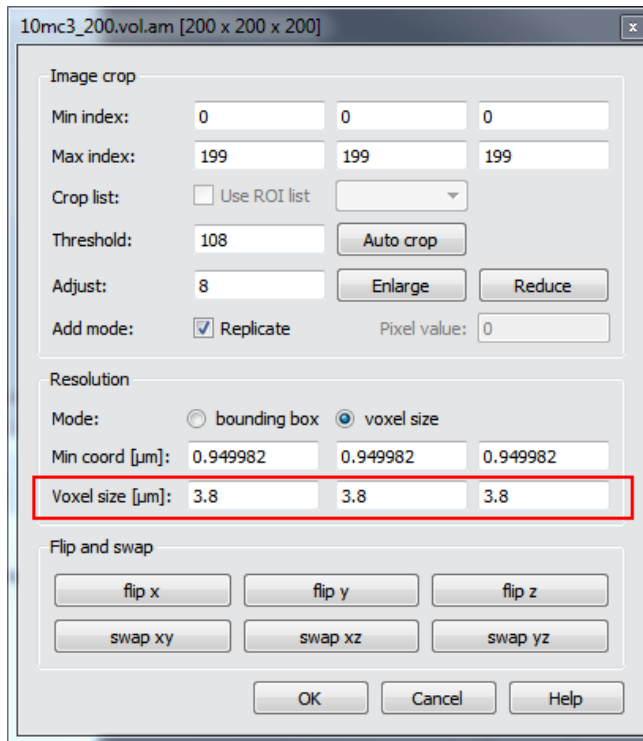 10mc3_200.vol.am [200 x 200 x 200]
x
Image crop
Min index: 0 0 0
Max index: 199 199 199
Crop list: Use ROI list
Threshold: 108 Auto crop
Adjust: 8 Enlarge Reduce
Add mode: Replicate Pixel value: 0
Resolution
Mode: bounding box voxel size
Min coord [µm]: 0.949982 0.949982 0.949982
Voxel size [µm]: 3.8 3.8 3.8
Flip and swap
flip x flip y flip z
swap xy swap xz swap yz
OK Cancel Help